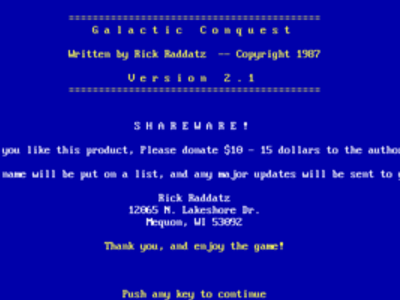 ========================================
G a l a c t i c   C o n q u e s t
Written by Rick Raddatz  -- Copyright 1987
V e r s i o n   2 . 1
========================================
S H A R E W A R E !
you like this product, Please donate $10 - 15 dollars to the autho
name will be put on a list, and any major updates will be sent to y
Rick Raddatz
12065 N. Lakeshore Dr.
Mequon, WI 53092
Thank you, and enjoy the game!
Push any key to continue